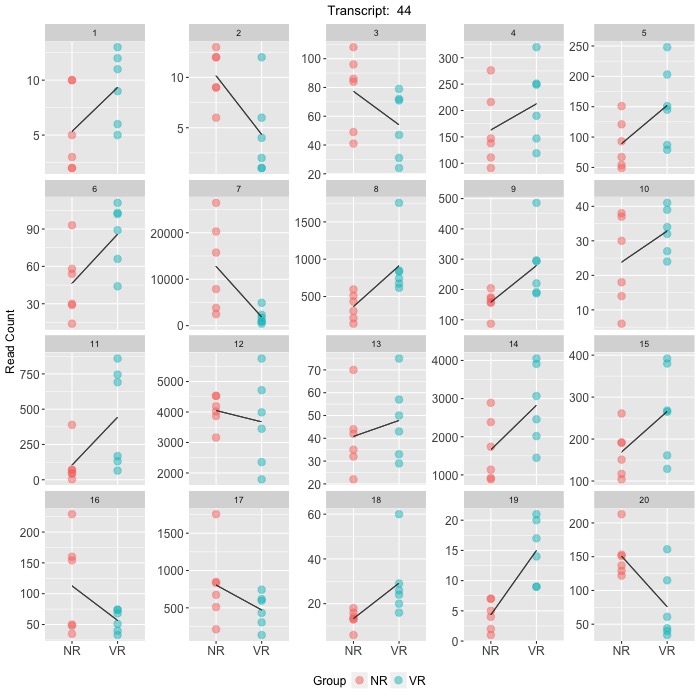 Transcript: 44
1 2 3 4 5
10 5
10 5
100 80 60 40 20
300 250 200 150 100
250 200 150 100 50
6 7 8 9 10
90 60 30
20000 10000 0
1500 1000 500
500 400 300 200 100
40 30 20 10
Read Count
11 12 13 14 15
750 500 250 0
5000 4000 3000 2000
70 60 50 40 30 20
4000 3000 2000 1000
400 300 200 100
16 17 18 19 20
200 150 100 50
1500 1000 500
60 40 20
20 15 10 5 0
200 150 100 50
NR VR NR VR NR VR NR VR NR VR
Group NR VR